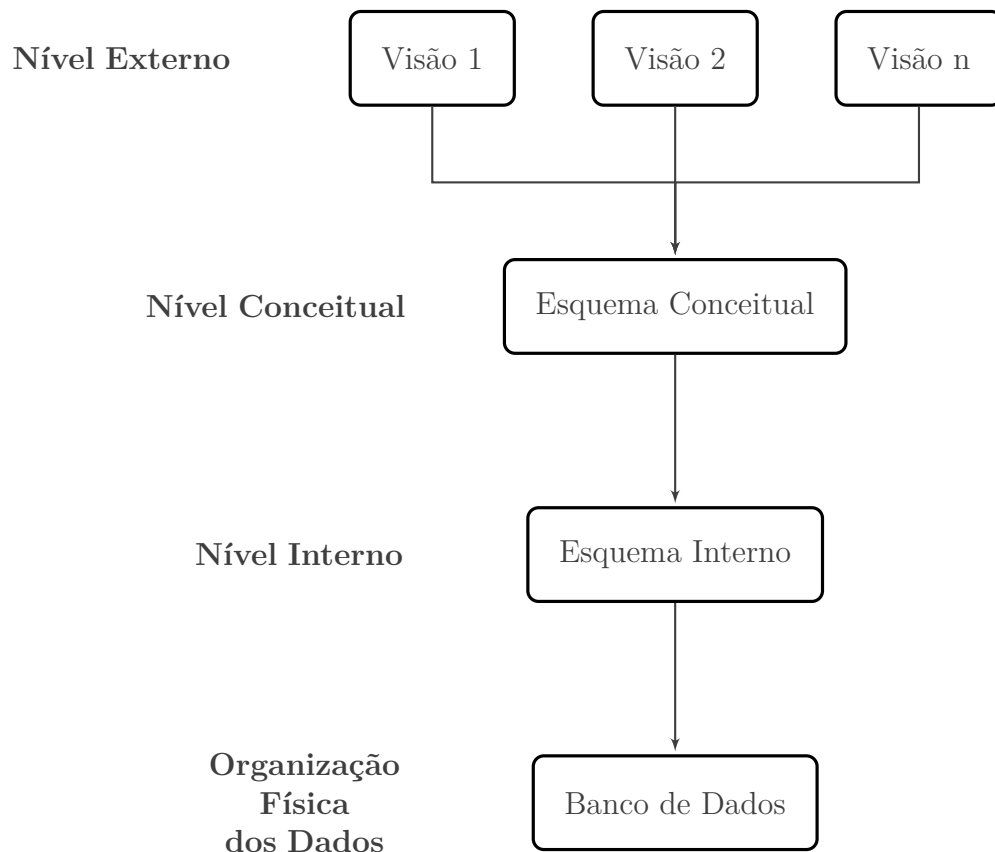 Nível Externo
Visão 1
Visão 2
Visão n
Nível Conceitual
Esquema Conceitual
Nível Interno
Esquema Interno
Organização
Física
dos Dados
Banco de Dados